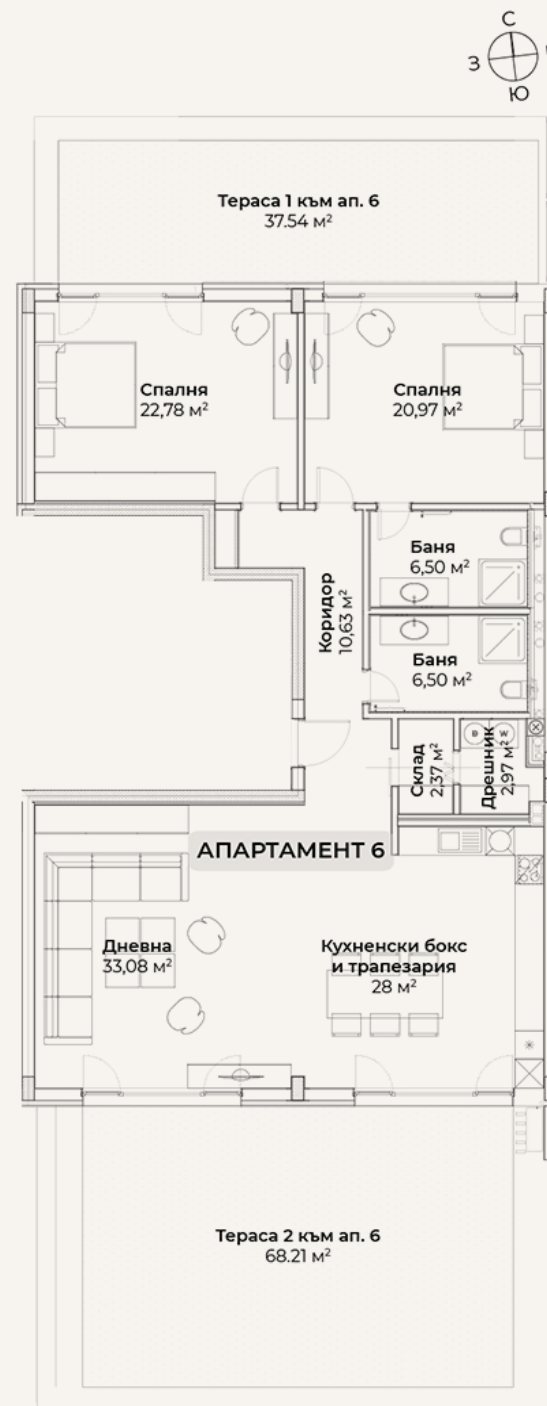 С
З
Ю
Тераса 1 към ап. 6
37.54 м²
Спалня
22,78 м²
Спалня
20,97 м²
Баня
6,50 м²
Коридор
10,63 м²
Баня
6,50 м²
Склад
2,37 м²
Дрешник
2,97 м²
АПАРТАМЕНТ 6
Дневна
33,08 м²
Кухненски бокс
и трапезария
28 м²
Тераса 2 към ап. 6
68.21 м²